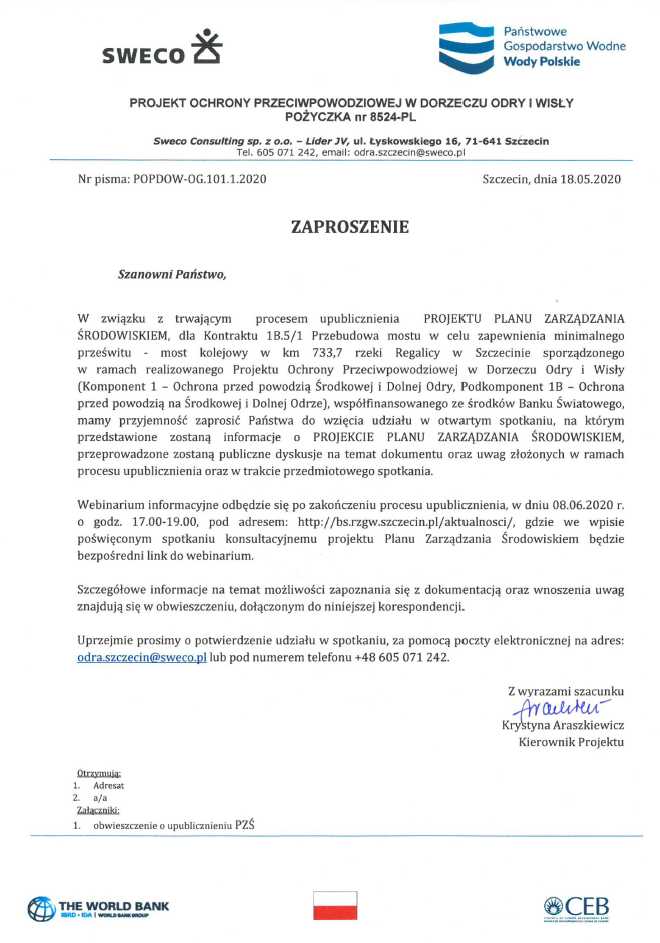 SWECO
Państwowe
Gospodarstwo Wodne
Wody Polskie
PROJEKT OCHRONY PRZECIWPOWODZIOWEJ W DORZECZU ODRY I WISŁY
POŻYCZKA nr 8524-PL
Sweco Consulting sp. z o.o. – Lider JV, ul. Łyskowskiego 16, 71-641 Szczecin
Tel. 605 071 242, email: odra.szczecin@sweco.pl
Nr pisma: POPDOW-OG.101.1.2020 Szczecin, dnia 18.05.2020
ZAPROSZENIE
Szanowni Państwo,
W związku z trwającym procesem upublicznienia PROJEKTU PLANU ZARZĄDZANIA
ŚRODOWISKIEM, dla Kontraktu 1B.5/1 Przebudowa mostu w celu zapewnienia minimalnego
prześwitu - most kolejowy w km 733,7 rzeki Regalicy w Szczecinie sporządzonego
w ramach realizowanego Projektu Ochrony Przeciwpowodziowej w Dorzeczu Odry i Wisły
(Komponent 1 – Ochrona przed powodzią Środkowej i Dolnej Odry, Podkomponent 1B – Ochrona
przed powodzią na Środkowej i Dolnej Odrze), współfinansowanego ze środków Banku Światowego,
mamy przyjemność zaprosić Państwa do wzięcia udziału w otwartym spotkaniu, na którym
przedstawione zostaną informacje o PROJEKCIE PLANU ZARZĄDZANIA ŚRODOWISKIEM,
przeprowadzone zostaną publiczne dyskusje na temat dokumentu oraz uwag złożonych w ramach
procesu upublicznienia oraz w trakcie przedmiotowego spotkania.
Webinarium informacyjne odbędzie się po zakończeniu procesu upublicznienia, w dniu 08.06.2020 r.
o godz. 17.00-19.00, pod adresem: http://bs.rzgw.szczecin.pl/aktualnosci/, gdzie we wpisie
poświęconym spotkaniu konsultacyjnemu projektu Planu Zarządzania Środowiskiem będzie
bezpośredni link do webinarium.
Szczegółowe informacje na temat możliwości zapoznania się z dokumentacją oraz wnoszenia uwag
znajdują się w obwieszczeniu, dołączonym do niniejszej korespondencji.
Uprzejmie prosimy o potwierdzenie udziału w spotkaniu, za pomocą poczty elektronicznej na adres:
odra.szczecin@sweco.pl lub pod numerem telefonu +48 605 071 242.
Z wyrazami szacunku
Krystyna Araszkiewicz
Kierownik Projektu
Otrzymują:
1. Adresat
2. a/a
Załączniki:
1. obwieszczenie o upublicznieniu PZŚ
THE WORLD BANK
IBRD • IDA | WORLD BANK GROUP
CEB